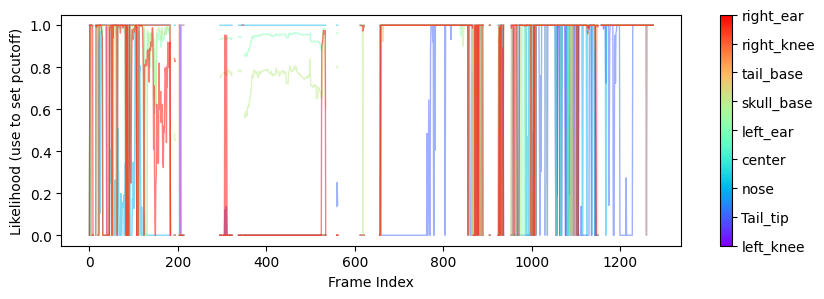 Likelihood (use to set pcutoff)
1.0
0.8
0.6
0.4
0.2
0.0
0
200
400
600
800
1000
1200
Frame Index
right_ear
right_knee
tail_base
skull_base
left_ear
center
nose
Tail_tip
left_knee